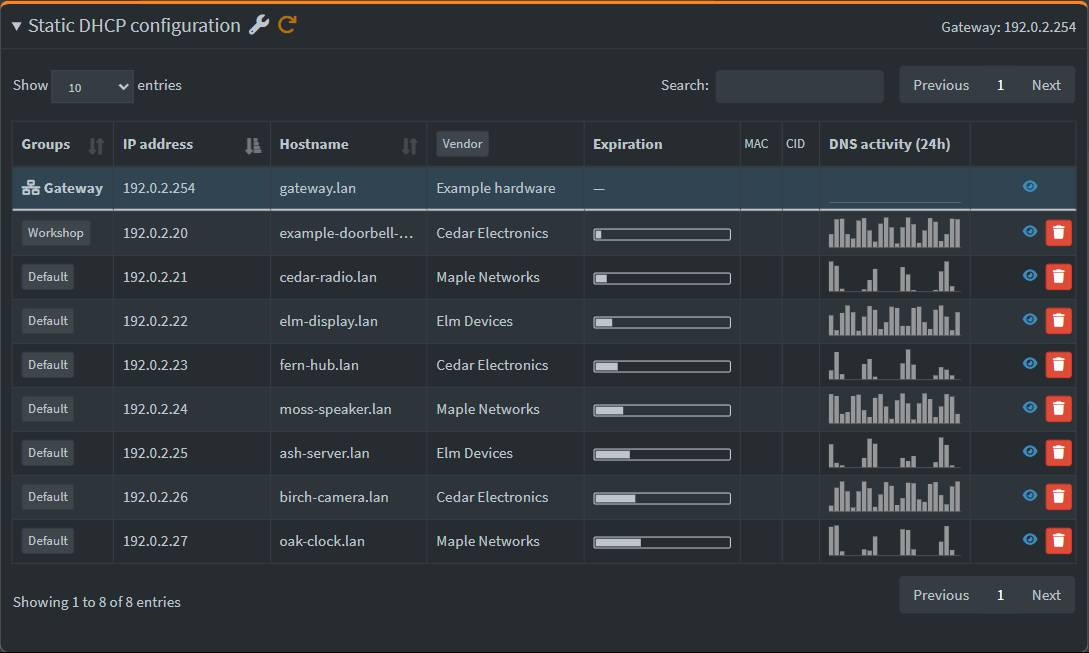 Static DHCP configuration Gateway: 192.0.2.254
Show 10 entries Search: Previous 1 Next
Groups IP address Hostname Vendor Expiration MAC CID DNS activity (24h)
Gateway 192.0.2.254 gateway.lan Example hardware —
Workshop 192.0.2.20 example-doorbell-... Cedar Electronics
Default 192.0.2.21 cedar-radio.lan Maple Networks
Default 192.0.2.22 elm-display.lan Elm Devices
Default 192.0.2.23 fern-hub.lan Cedar Electronics
Default 192.0.2.24 moss-speaker.lan Maple Networks
Default 192.0.2.25 ash-server.lan Elm Devices
Default 192.0.2.26 birch-camera.lan Cedar Electronics
Default 192.0.2.27 oak-clock.lan Maple Networks
Showing 1 to 8 of 8 entries Previous 1 Next